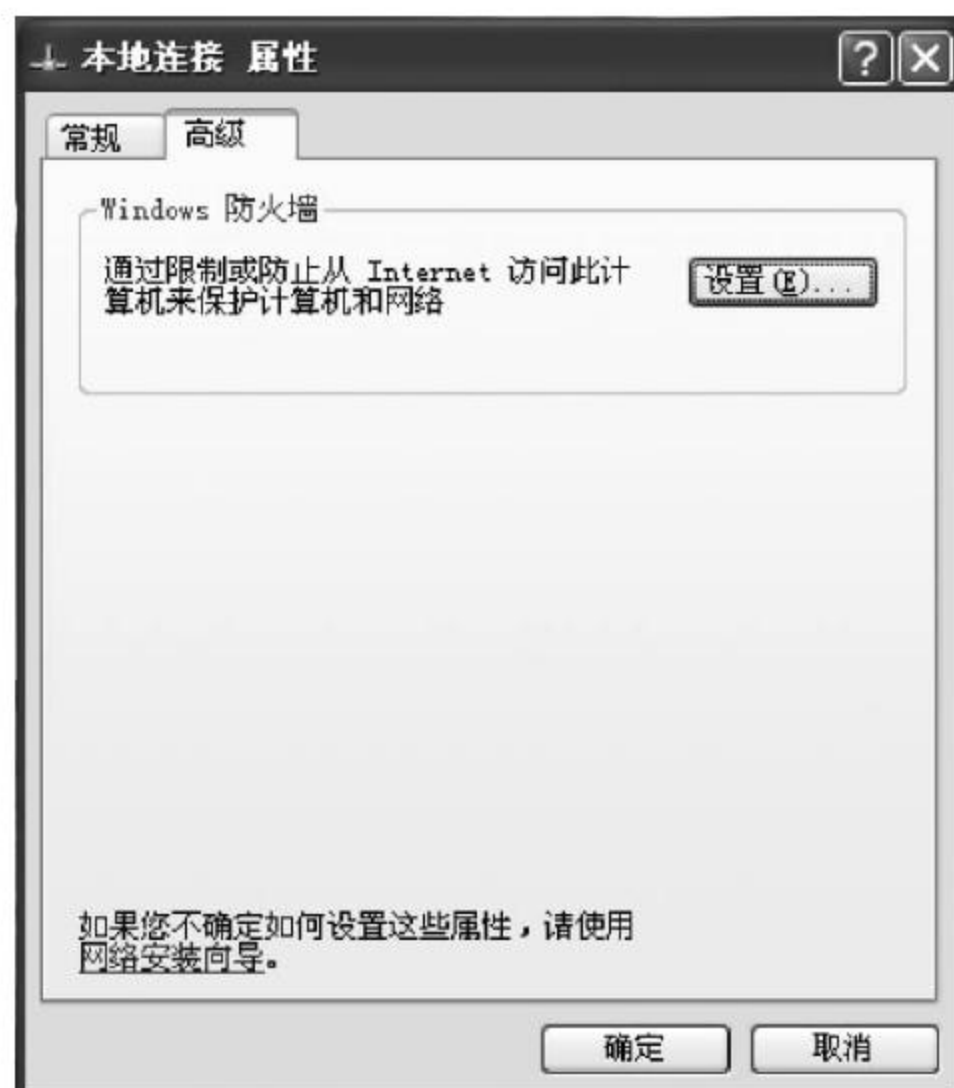 本地连接 属性
常规 高级
Windows 防火墙
通过限制或防止从 Internet 访问此计
算机来保护计算机和网络
设置(E)...
如果您不确定如何设置这些属性，请使用
网络安装向导。
确定 取消